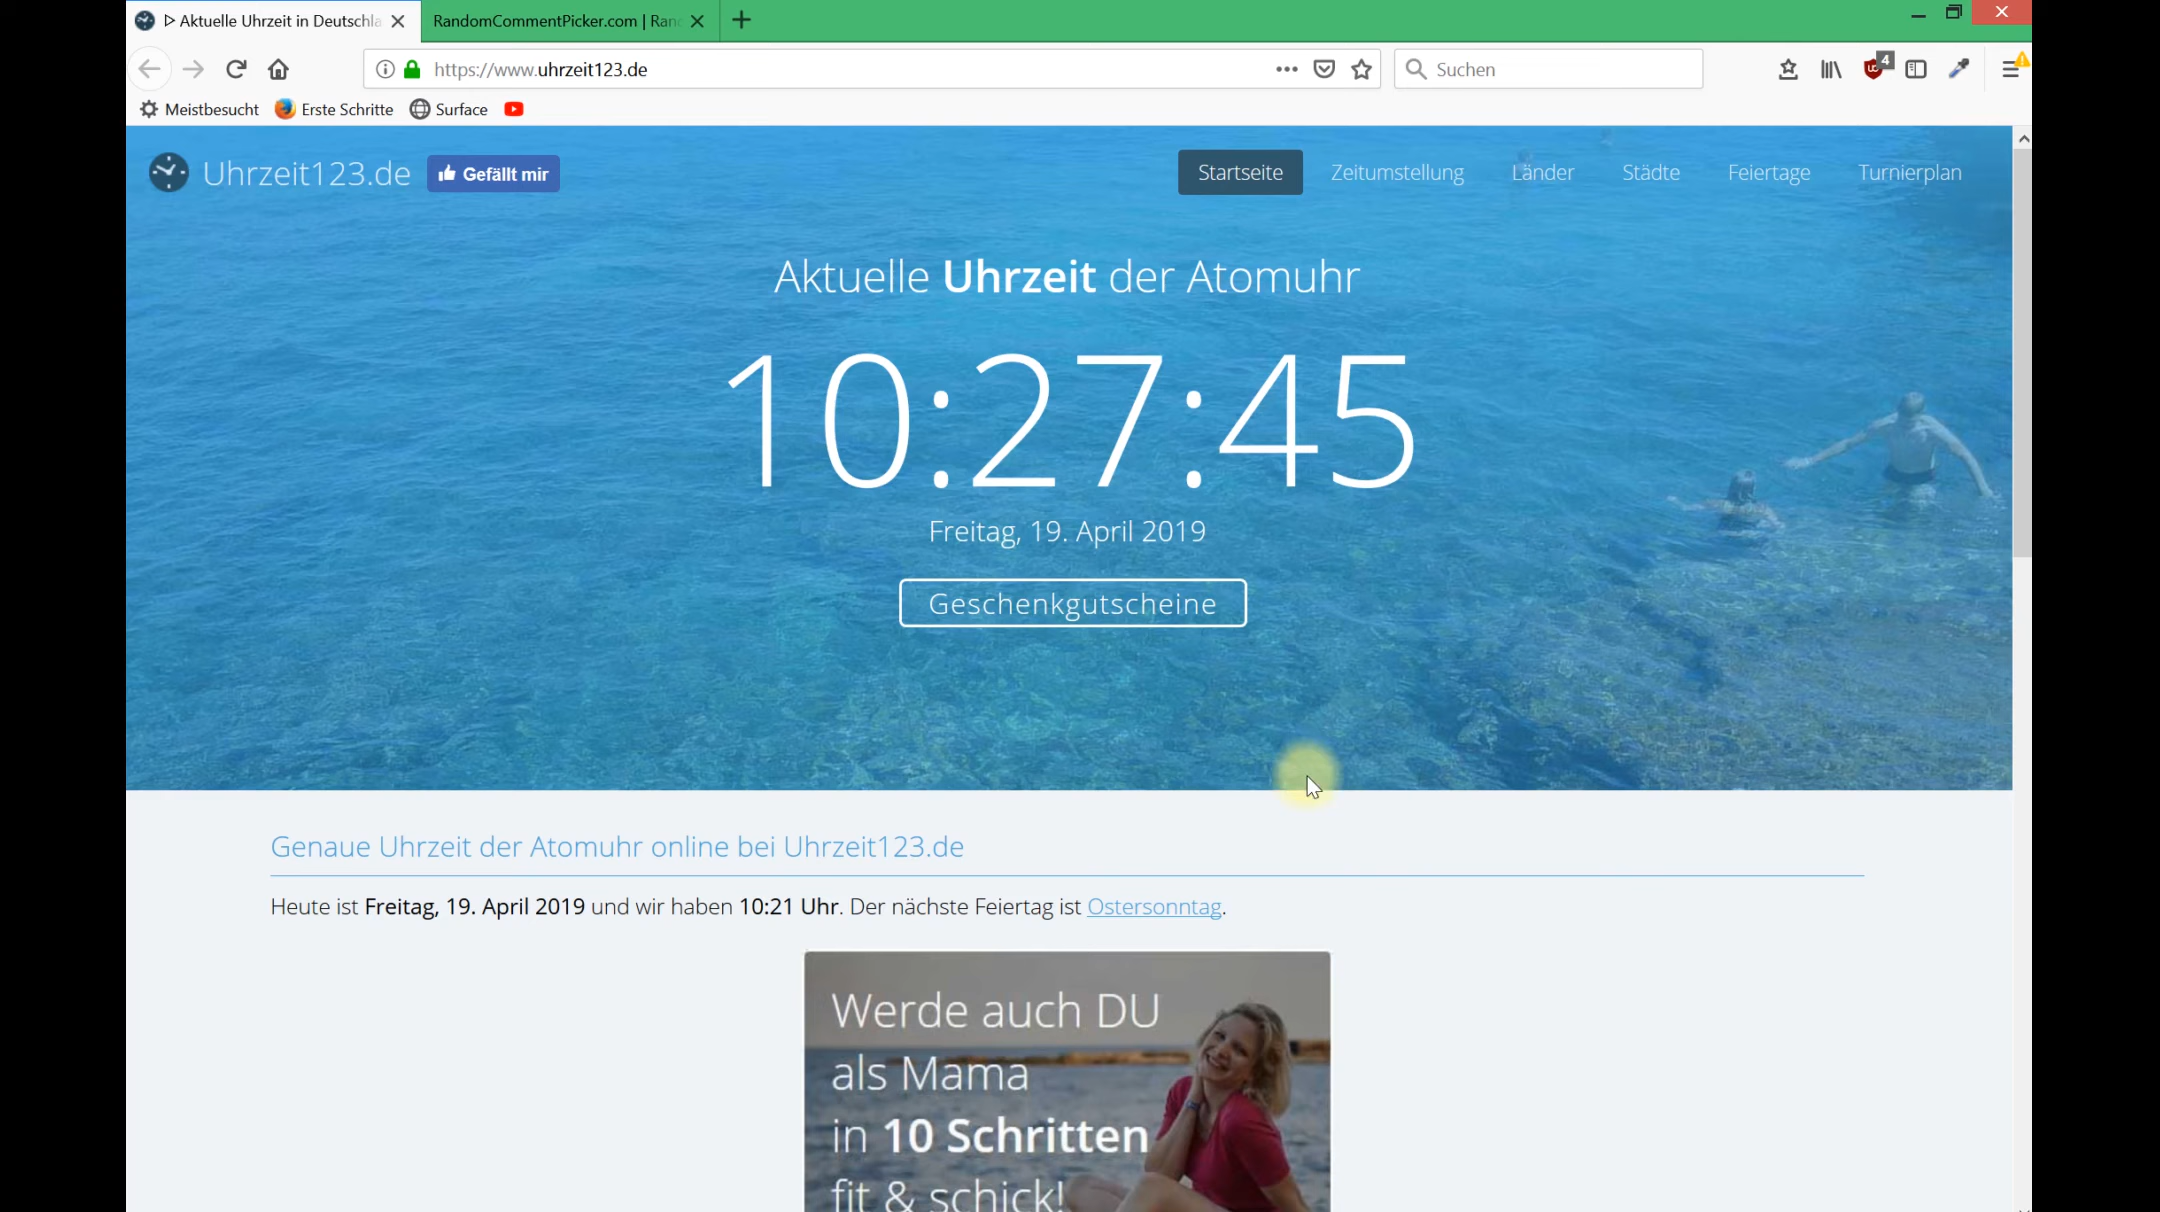 Aktuelle Uhrzeit in Deutschla
RandomCommentPicker.com | Ran
https://www.uhrzeit123.de
Suchen
4
Meistbesucht
Erste Schritte
Surface
Uhrzeit123.de
Gefällt mir
Startseite
Zeitumstellung
Länder
Städte
Feiertage
Turnierplan
Aktuelle Uhrzeit der Atomuhr
10:27:45
Freitag, 19. April 2019
Geschenkgutscheine
Genaue Uhrzeit der Atomuhr online bei Uhrzeit123.de
Heute ist Freitag, 19. April 2019 und wir haben 10:21 Uhr. Der nächste Feiertag ist Ostersonntag.
Werde auch DU
als Mama
in 10 Schritten
fit & schick!